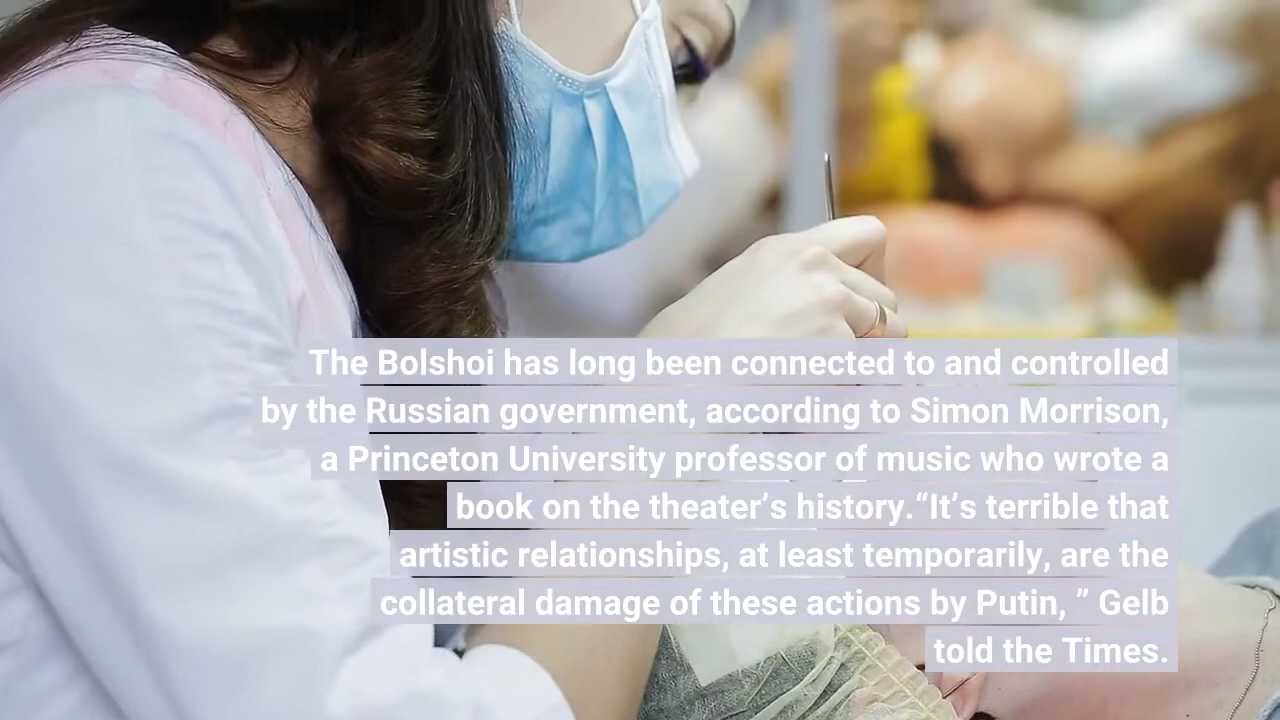 The Bolshoi has long been connected to and controlled
by the Russian government, according to Simon Morrison,
a Princeton University professor of music who wrote a
book on the theater’s history.“It’s terrible that
artistic relationships, at least temporarily, are the
collateral damage of these actions by Putin, ” Gelb
told the Times.